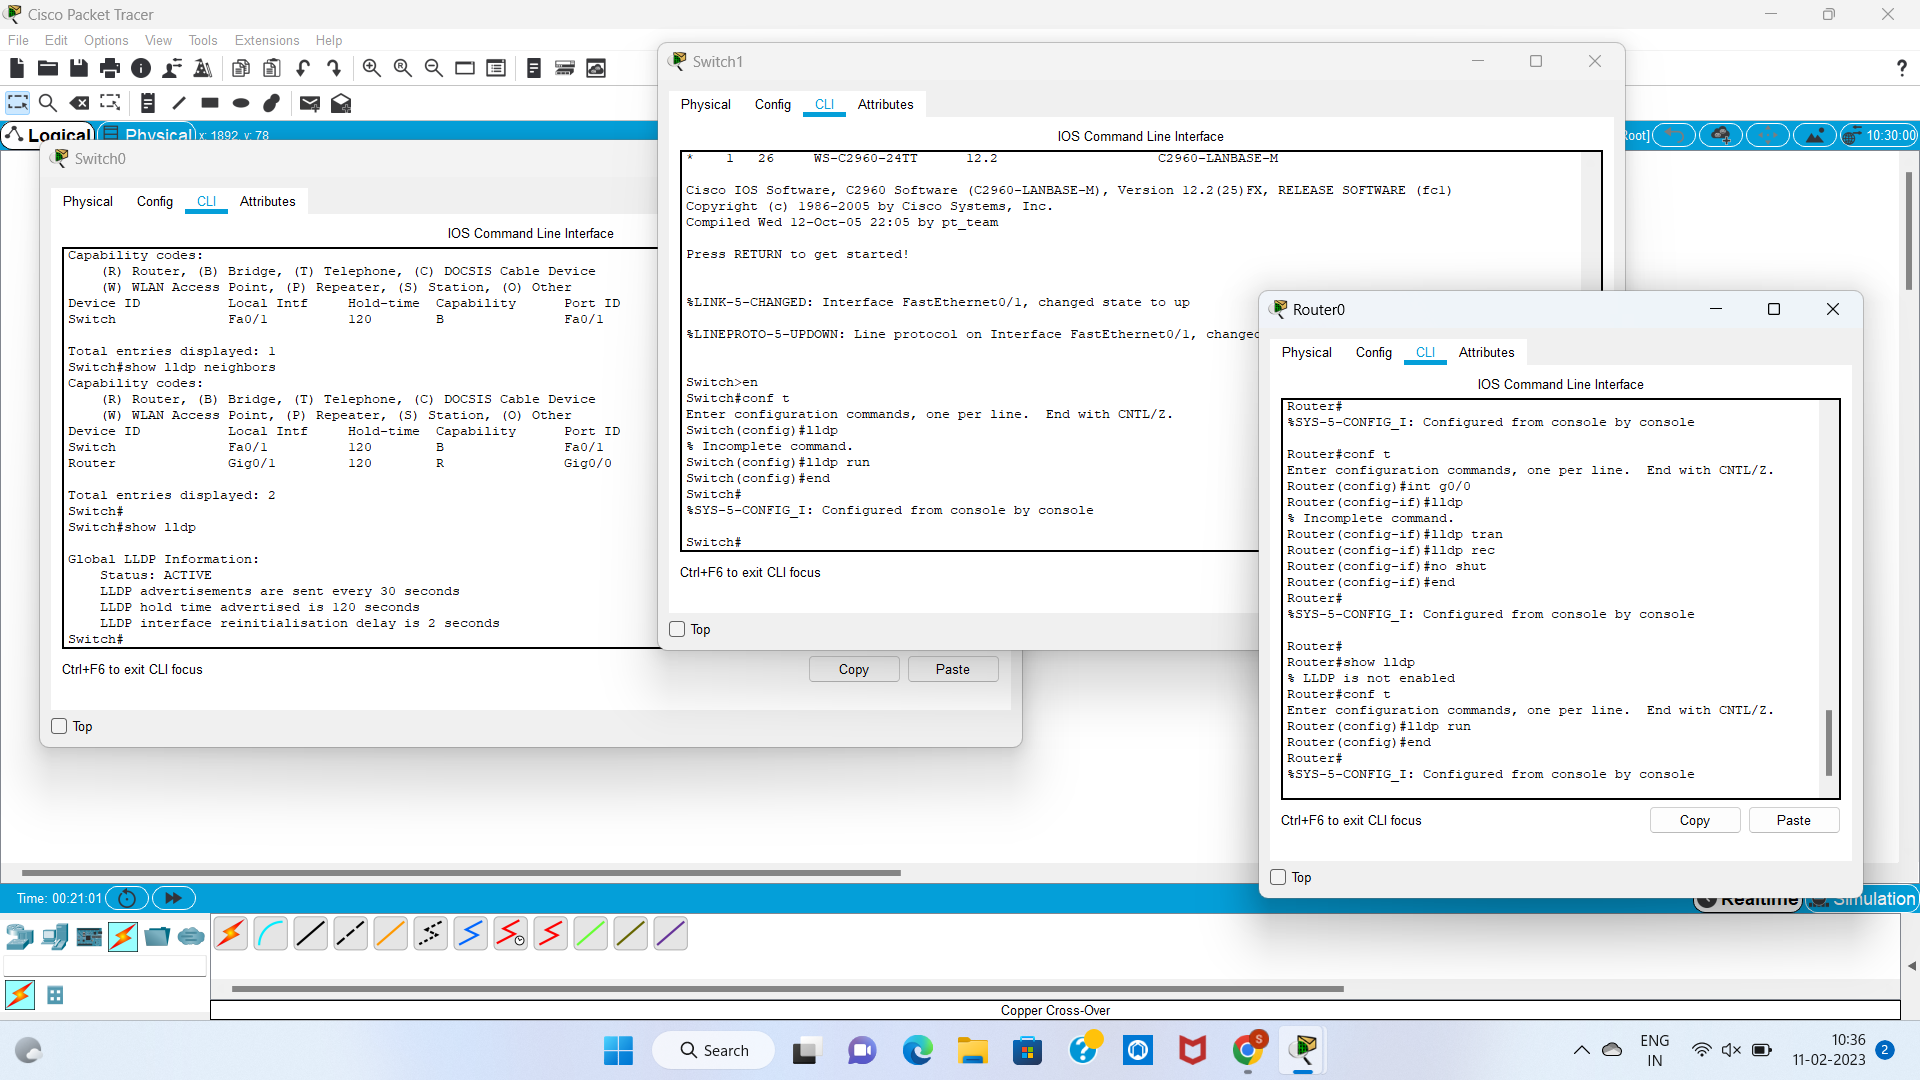 Cisco Packet Tracer
File Edit Options View Tools Extensions Help
Logical Physical x: 1892, y: 78
Root] 10:30:00
Switch0
Physical Config CLI Attributes
IOS Command Line Interface
Capability codes:
(R) Router, (B) Bridge, (T) Telephone, (C) DOCSIS Cable Device
(W) WLAN Access Point, (P) Repeater, (S) Station, (O) Other
Device ID Local Intf Hold-time Capability Port ID
Switch Fa0/1 120 B Fa0/1
Total entries displayed: 1
Switch#show lldp neighbors
Capability codes:
(R) Router, (B) Bridge, (T) Telephone, (C) DOCSIS Cable Device
(W) WLAN Access Point, (P) Repeater, (S) Station, (O) Other
Device ID Local Intf Hold-time Capability Port ID
Switch Fa0/1 120 B Fa0/1
Router Gig0/1 120 R Gig0/0
Total entries displayed: 2
Switch#
Switch#show lldp
Global LLDP Information:
Status: ACTIVE
LLDP advertisements are sent every 30 seconds
LLDP hold time advertised is 120 seconds
LLDP interface reinitialisation delay is 2 seconds
Switch#
Ctrl+F6 to exit CLI focus
Copy Paste
Top
Switch1
Physical Config CLI Attributes
IOS Command Line Interface
* 1 26 WS-C2960-24TT 12.2 C2960-LANBASE-M
Cisco IOS Software, C2960 Software (C2960-LANBASE-M), Version 12.2(25)FX, RELEASE SOFTWARE (fc1)
Copyright (c) 1986-2005 by Cisco Systems, Inc.
Compiled Wed 12-Oct-05 22:05 by pt_team
Press RETURN to get started!
%LINK-5-CHANGED: Interface FastEthernet0/1, changed state to up
%LINEPROTO-5-UPDOWN: Line protocol on Interface FastEthernet0/1, changed
Switch>en
Switch#conf t
Enter configuration commands, one per line. End with CNTL/Z.
Switch(config)#lldp
% Incomplete command.
Switch(config)#lldp run
Switch(config)#end
Switch#
%SYS-5-CONFIG_I: Configured from console by console
Switch#
Ctrl+F6 to exit CLI focus
Top
Router0
Physical Config CLI Attributes
IOS Command Line Interface
Router#
%SYS-5-CONFIG_I: Configured from console by console
Router#conf t
Enter configuration commands, one per line. End with CNTL/Z.
Router(config)#int g0/0
Router(config-if)#lldp
% Incomplete command.
Router(config-if)#lldp tran
Router(config-if)#lldp rec
Router(config-if)#no shut
Router(config-if)#end
Router#
%SYS-5-CONFIG_I: Configured from console by console
Router#
Router#show lldp
% LLDP is not enabled
Router#conf t
Enter configuration commands, one per line. End with CNTL/Z.
Router(config)#lldp run
Router(config)#end
Router#
%SYS-5-CONFIG_I: Configured from console by console
Ctrl+F6 to exit CLI focus
Copy Paste
Top
Time: 00:21:01
Realtime Simulation
Copper Cross-Over
Search
S
ENG
IN
10:36
11-02-2023
2